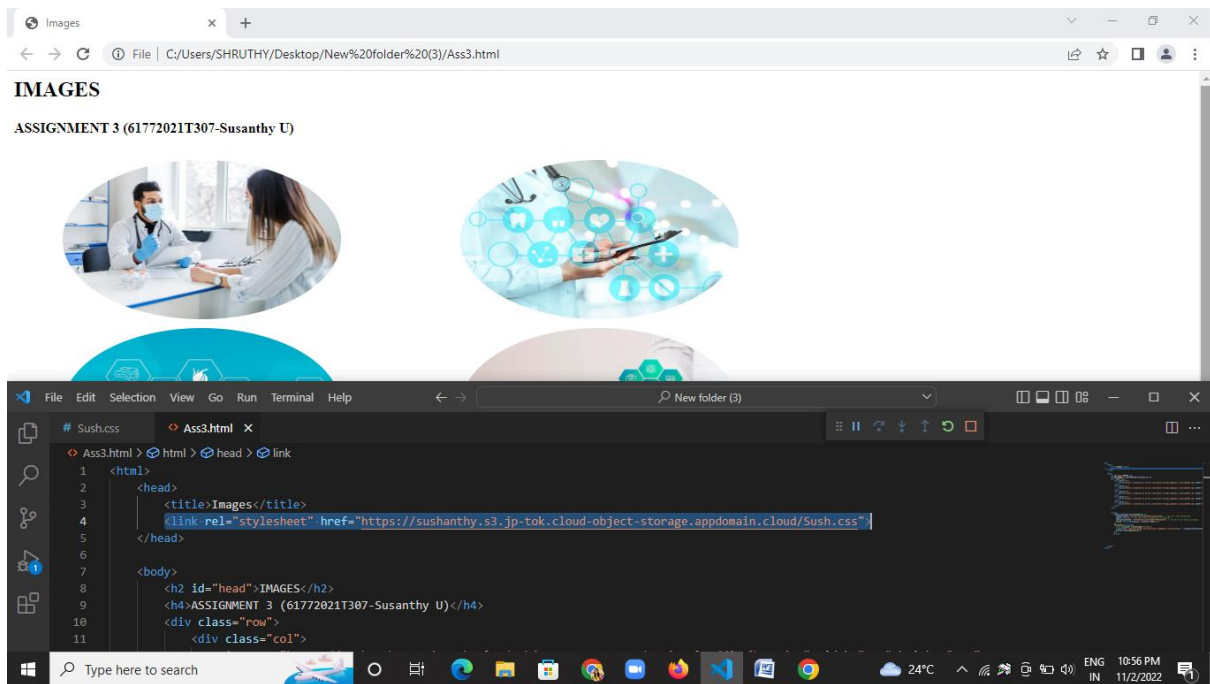 Images
File | C:/Users/SHRUTHY/Desktop/New%20folder%20(3)/Ass3.html
IMAGES
ASSIGNMENT 3 (61772021T307-Susanthy U)
File Edit Selection View Go Run Terminal Help
New folder (3)
# Sush.css
Ass3.html
Ass3.html > html > head > link
1 <html>
2 <head>
3 <title>Images</title>
4 <link rel="stylesheet" href="https://sushanthy.s3.jp-tok.cloud-object-storage.appdomain.cloud/Sush.css">
5 </head>
6
7 <body>
8 <h2 id="head">IMAGES</h2>
9 <h4>ASSIGNMENT 3 (61772021T307-Susanthy U)</h4>
10 <div class="row">
11 <div class="col">
1
Type here to search
24°C
ENG 10:56 PM
IN 11/2/2022
1